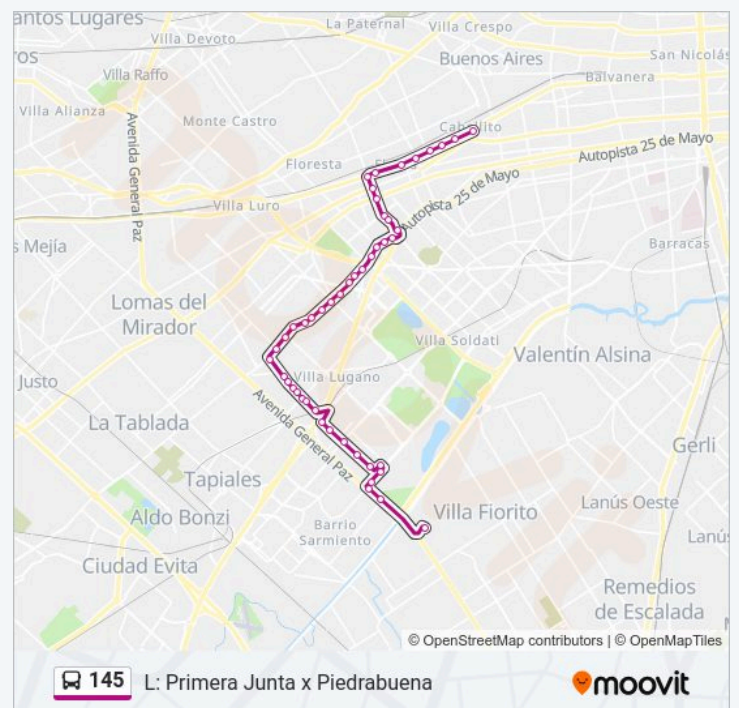 antos Lugares
La Paternal
Villa Crespo
Villa Devoto
Buenos Aires
San Nicolás
ros
Villa Raffo
Balvanera
Villa Alianza
Monte Castro
Caballito
Avenida General Paz
Floresta
Autopista 25 de Mayo
Villa Luro
Autopista 25 de Mayo
s Mejía
Barracas
Lomas del
Mirador
Villa Soldati
Valentín Alsina
Justo
Villa Lugano
La Tablada
Avenida General Paz
Gerli
Tapiales
Lanús Oeste
Aldo Bonzi
Villa Fiorito
Barrio
Sarmiento
Lanús
Ciudad Evita
Remedios
de Escalada
© OpenStreetMap contributors | © OpenMapTiles
145 L: Primera Junta x Piedrabuena
moovit